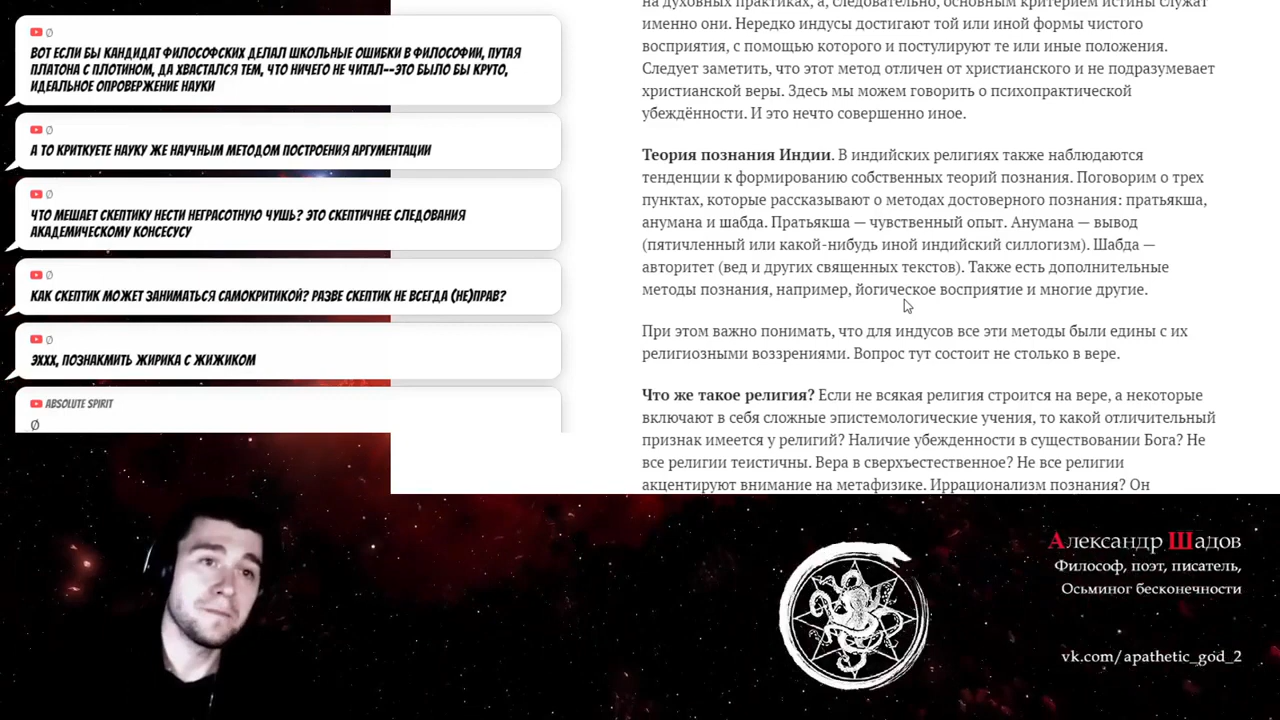 Ø
ВОТ ЕСЛИ БЫ КАНДИДАТ ФИЛОСОФСКИХ ДЕЛАЛ ШКОЛЬНЫЕ ОШИБКИ В ФИЛОСОФИИ, ПУТАЯ
ПЛАТОНА С ПЛОТИНОМ, ДА ХВАСТАЛСЯ ТЕМ, ЧТО НИЧЕГО НЕ ЧИТАЛ--ЭТО БЫЛО БЫ КРУТО,
ИДЕАЛЬНОЕ ОПРОВЕРЖЕНИЕ НАУКИ
Ø
А ТО КРИТКУЕТЕ НАУКУ ЖЕ НАУЧНЫМ МЕТОДОМ ПОСТРОЕНИЯ АРГУМЕНТАЦИИ
Ø
ЧТО МЕШАЕТ СКЕПТИКУ НЕСТИ НЕГРАСОТНУЮ ЧУШЬ? ЭТО СКЕПТИЧНЕЕ СЛЕДОВАНИЯ
АКАДЕМИЧЕСКОМУ КОНСЕСУСУ
Ø
КАК СКЕПТИК МОЖЕТ ЗАНИМАТЬСЯ САМОКРИТИКОЙ? РАЗВЕ СКЕПТИК НЕ ВСЕГДА (НЕ)ПРАВ?
Ø
ЭХХХ, ПОЗНАКМИТЬ ЖИРИКА С ЖИЖИКОМ
ABSOLUTE SPIRIT
Ø
на духовных практиках, а, следовательно, основным критерием истины служат
именно они. Нередко индусы достигают той или иной формы чистого
восприятия, с помощью которого и постулируют те или иные положения.
Следует заметить, что этот метод отличен от христианского и не подразумевает
христианской веры. Здесь мы можем говорить о психопрактической
убеждённости. И это нечто совершенно иное.
Теория познания Индии. В индийских религиях также наблюдаются
тенденции к формированию собственных теорий познания. Поговорим о трех
пунктах, которые рассказывают о методах достоверного познания: пратьякша,
анумана и шабда. Пратьякша — чувственный опыт. Анумана — вывод
(пятичленный или какой-нибудь иной индийский силлогизм). Шабда —
авторитет (вед и других священных текстов). Также есть дополнительные
методы познания, например, йогическое восприятие и многие другие.
При этом важно понимать, что для индусов все эти методы были едины с их
религиозными воззрениями. Вопрос тут состоит не столько в вере.
Что же такое религия? Если не всякая религия строится на вере, а некоторые
включают в себя сложные эпистемологические учения, то какой отличительный
признак имеется у религий? Наличие убежденности в существовании Бога? Не
все религии теистичны. Вера в сверхъестественное? Не все религии
акцентируют внимание на метафизике. Иррационализм познания? Он
Александр Шадов
Философ, поэт, писатель,
Осьминог бесконечности
vk.com/apathetic_god_2